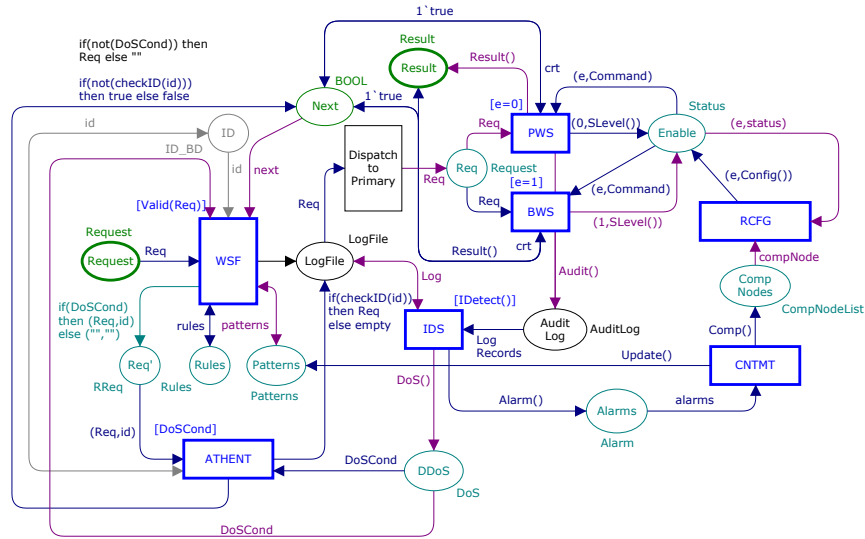 1`true
if(not(DoSCond)) then
Req else ""
Result
Result()
Result
crt
(e,Command)
if(not(checkID(id)))
then true else false
BOOL
Next
1`true
[e=0]
Status
id
ID
Req
PWS
(0,SLevel())
Enable
(e,status)
ID_BD
id
next
Dispatch
to
Primary
Req
Req
Request
[e=1]
(e,Command)
(e,Config())
[Valid(Req)]
Req
Req
BWS
(1,SLevel())
RCFG
Request
Request
Req
WSF
LogFile
LogFile
Result()
crt
Log
Audit()
compNode
Comp
Nodes
CompNodeList
if(DoSCond)
then (Req,id)
else ("","")
rules
patterns
if(checkID(id))
then Req
else empty
[IDetect()]
IDS
Log
Records
Audit
Log
AuditLog
Comp()
Req'
RReq
Rules
Rules
Patterns
Patterns
Update()
CNTMT
DoS()
Alarm()
Alarms
Alarm
alarms
(Req,id)
[DoSCond]
ATHENT
DoSCond
DDoS
DoS
DoSCond